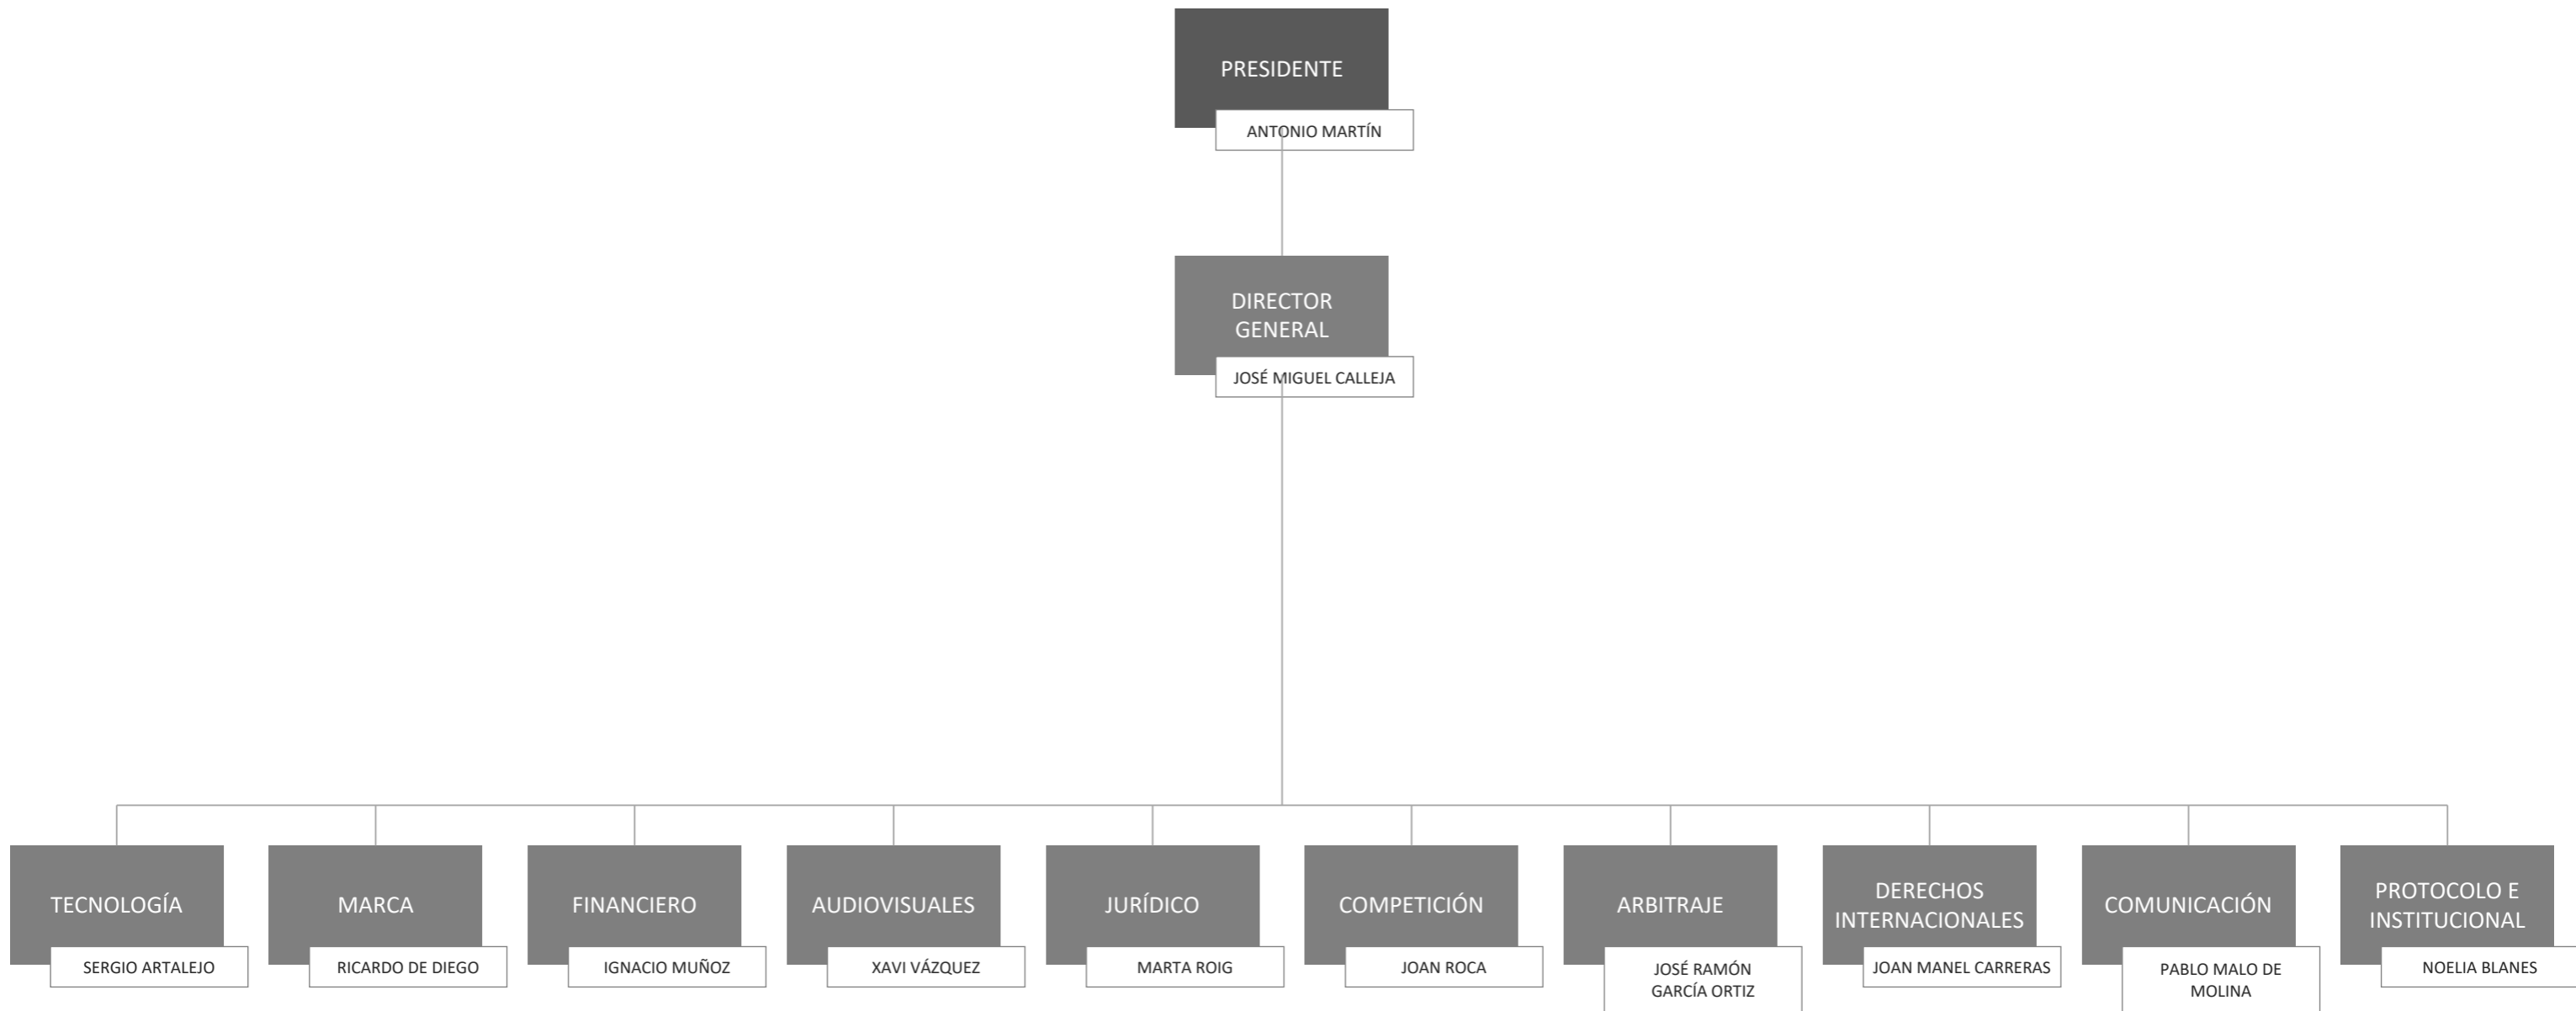 PRESIDENTE
ANTONIO MARTÍN
DIRECTOR
GENERAL
JOSÉ MIGUEL CALLEJA
TECNOLOGÍA
SERGIO ARTALEJO
MARCA
RICARDO DE DIEGO
FINANCIERO
IGNACIO MUÑOZ
AUDIOVISUALES
XAVI VÁZQUEZ
JURÍDICO
MARTA ROIG
COMPETICIÓN
JOAN ROCA
ARBITRAJE
JOSÉ RAMÓN
GARCÍA ORTIZ
DERECHOS
INTERNACIONALES
JOAN MANEL CARRERAS
COMUNICACIÓN
PABLO MALO DE
MOLINA
PROTOCOLO E
INSTITUCIONAL
NOELIA BLANES